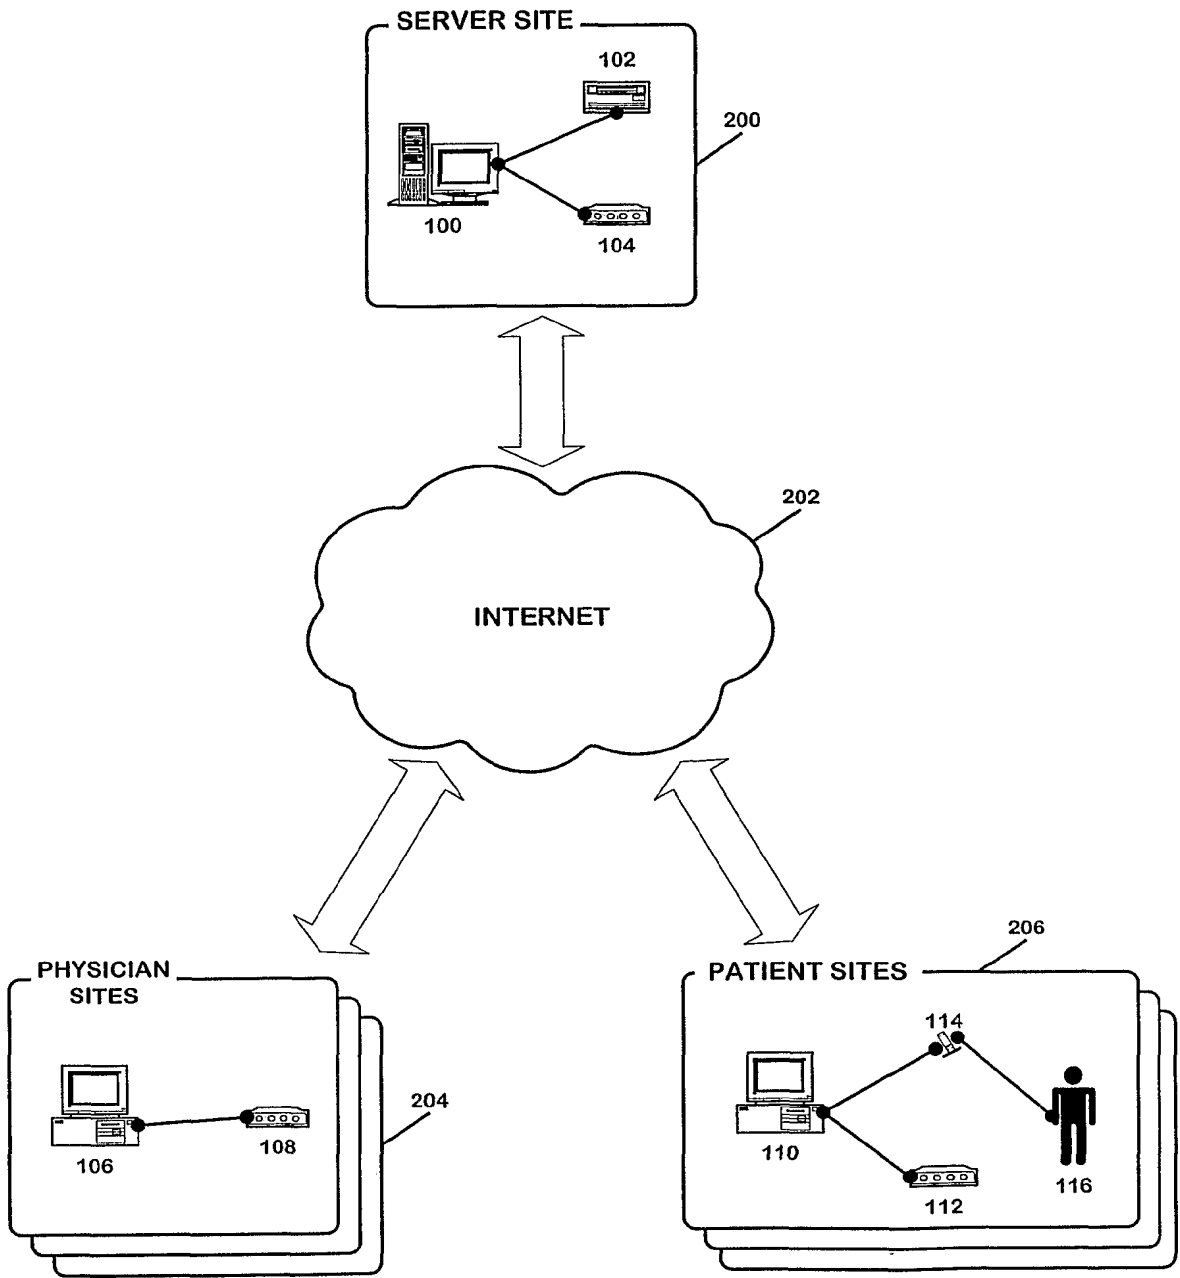 SERVER SITE
102
200
100
104
202
INTERNET
206
PHYSICIAN
SITES
PATIENT SITES
114
204
108
106
110
116
112